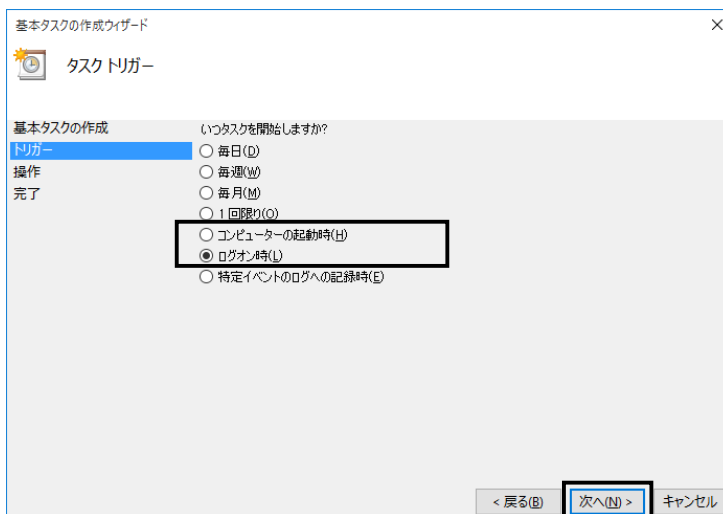 基本タスクの作成ウィザード
タスク トリガー
基本タスクの作成
トリガー
操作
完了
いつタスクを開始しますか?
毎日(D)
毎週(W)
毎月(M)
1 回限り(O)
コンピューターの起動時(H)
ログオン時(L)
特定イベントのログへの記録時(E)
< 戻る(B)
次へ(N) >
キャンセル